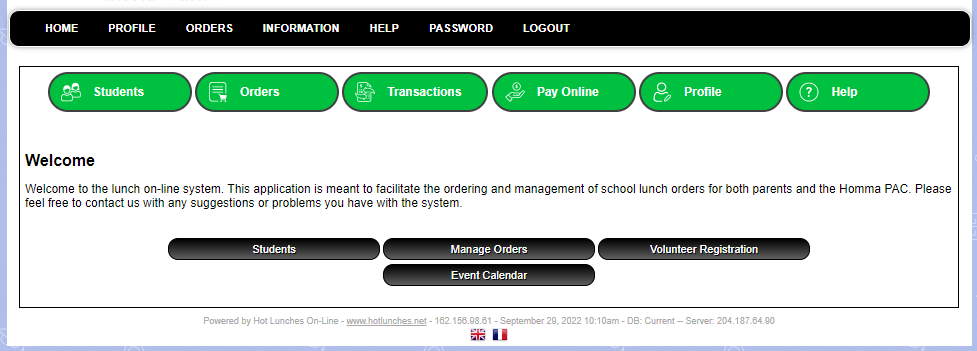 HOME PROFILE ORDERS INFORMATION HELP PASSWORD LOGOUT
Students Orders Transactions Pay Online Profile Help
Welcome
Welcome to the lunch on-line system. This application is meant to facilitate the ordering and management of school lunch orders for both parents and the Homma PAC. Please
feel free to contact us with any suggestions or problems you have with the system.
Students Manage Orders Volunteer Registration
Event Calendar
Powered by Hot Lunches On-Line - www.hotlunches.net - 162.156.98.61 - September 29, 2022 10:10am - DB: Current -- Server: 204.187.64.90